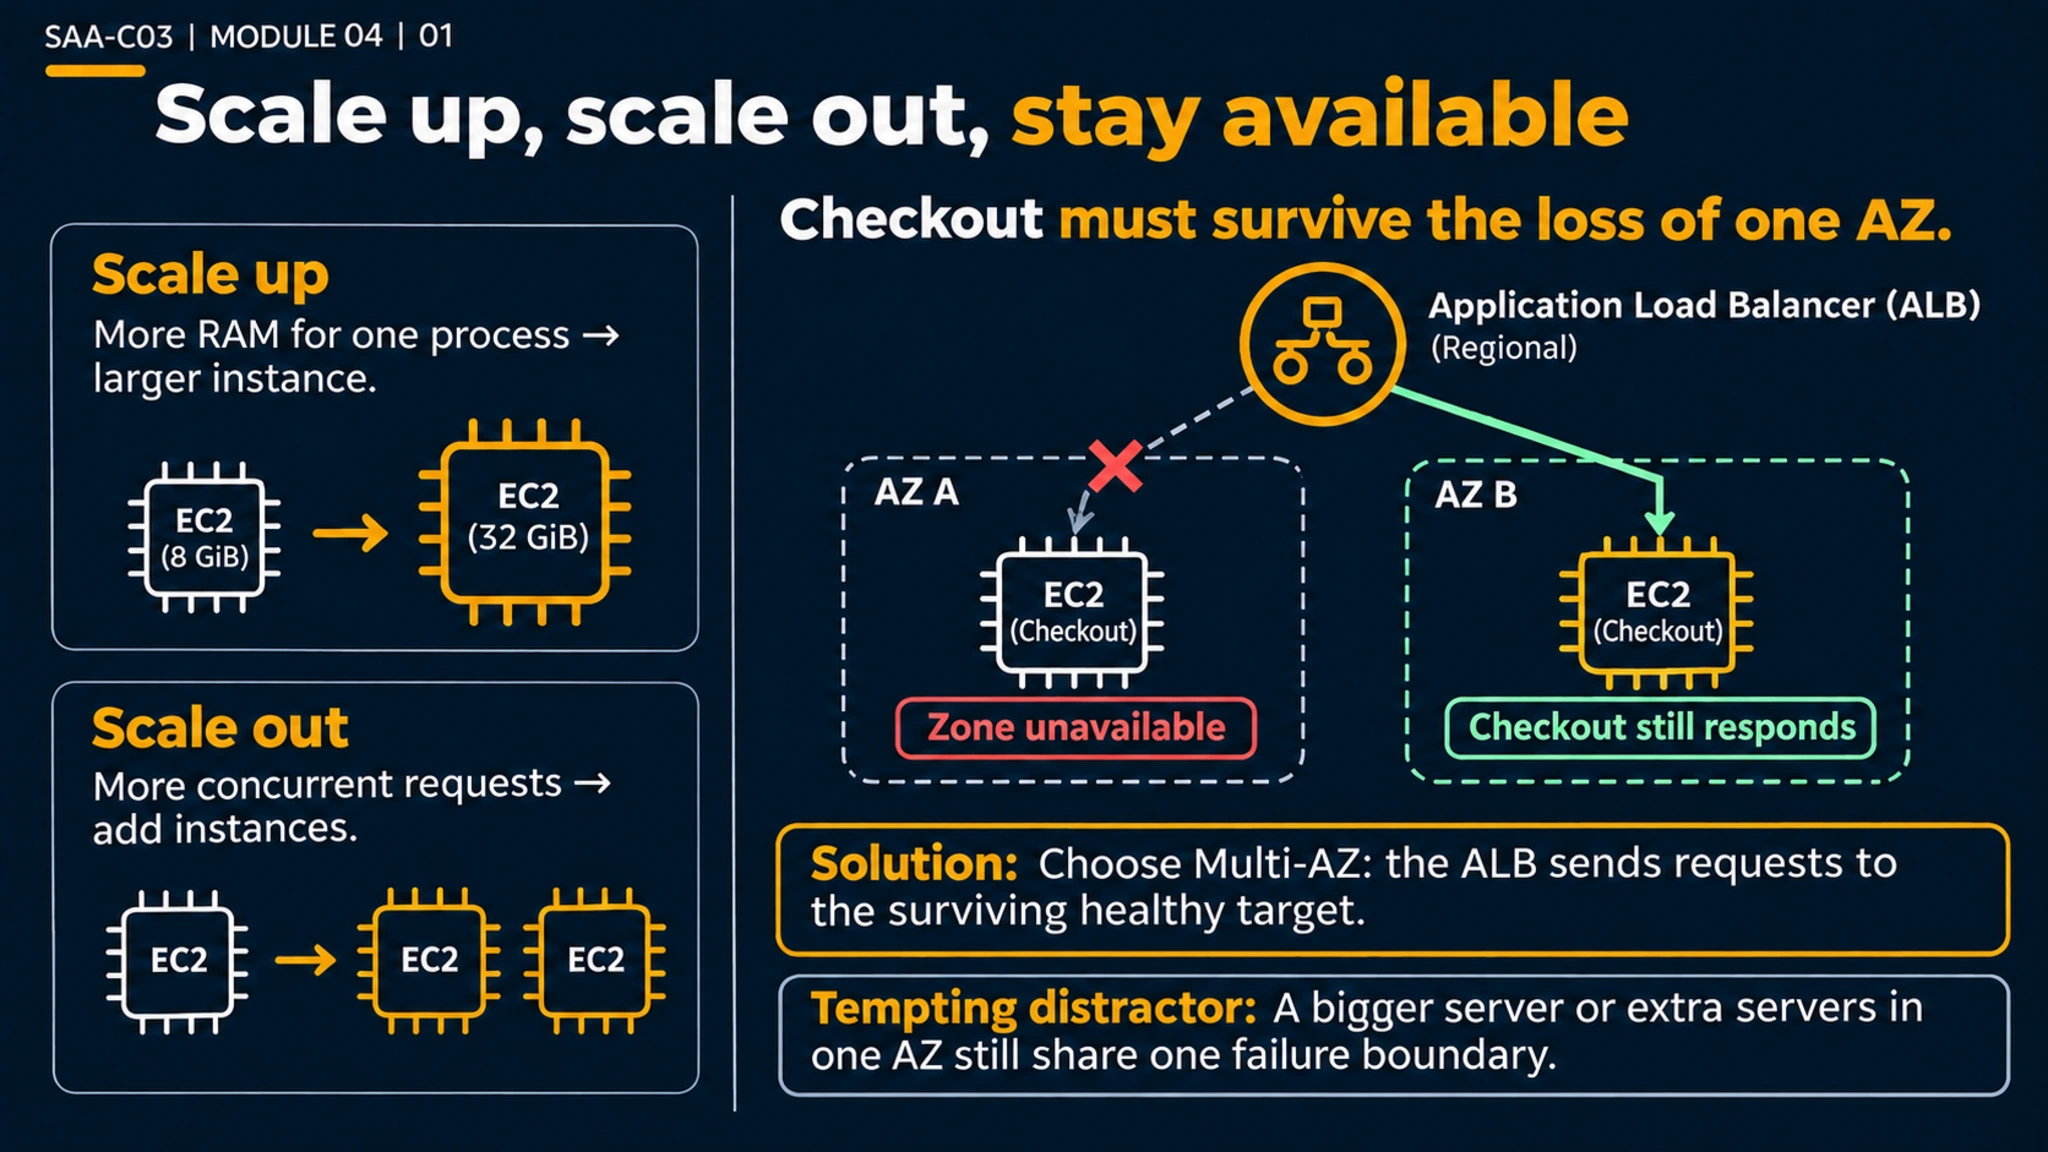 SAA-C03 | MODULE 04 | 01
Scale up, scale out, stay available
Scale up
More RAM for one process →
larger instance.
EC2
(8 GiB)
EC2
(32 GiB)
Scale out
More concurrent requests →
add instances.
EC2
EC2
EC2
Checkout must survive the loss of one AZ.
Application Load Balancer (ALB)
(Regional)
AZ A
EC2
(Checkout)
Zone unavailable
AZ B
EC2
(Checkout)
Checkout still responds
Solution: Choose Multi-AZ: the ALB sends requests to
the surviving healthy target.
Tempting distractor: A bigger server or extra servers in
one AZ still share one failure boundary.